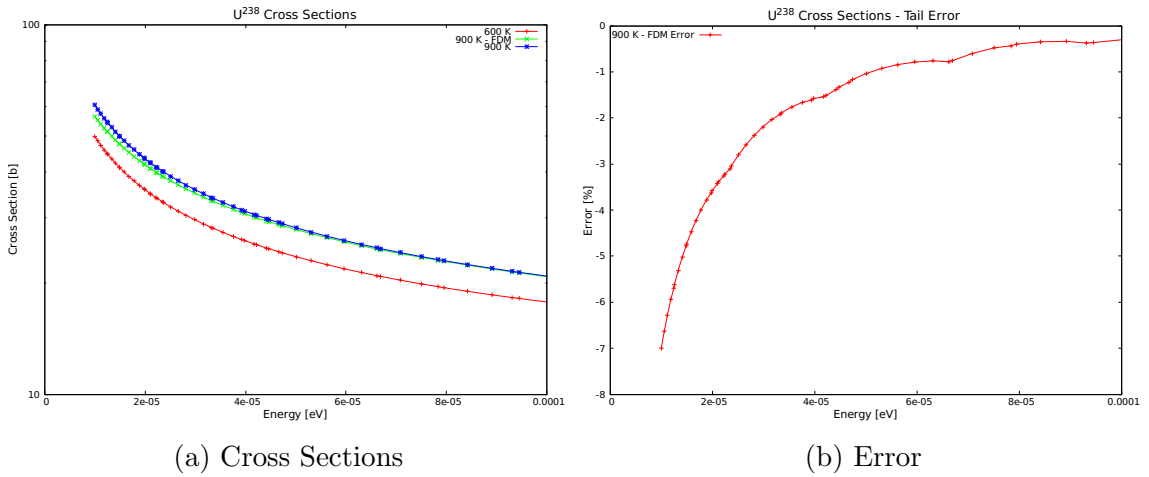 U²³⁸ Cross Sections
100
10
Cross Section [b]
600 K
900 K - FDM
900 K
0 2e-05 4e-05 6e-05 8e-05 0.0001
Energy [eV]
(a) Cross Sections
U²³⁸ Cross Sections - Tail Error
900 K - FDM Error
0
-1
-2
-3
-4
-5
-6
-7
-8
Error [%]
0 2e-05 4e-05 6e-05 8e-05 0.0001
Energy [eV]
(b) Error